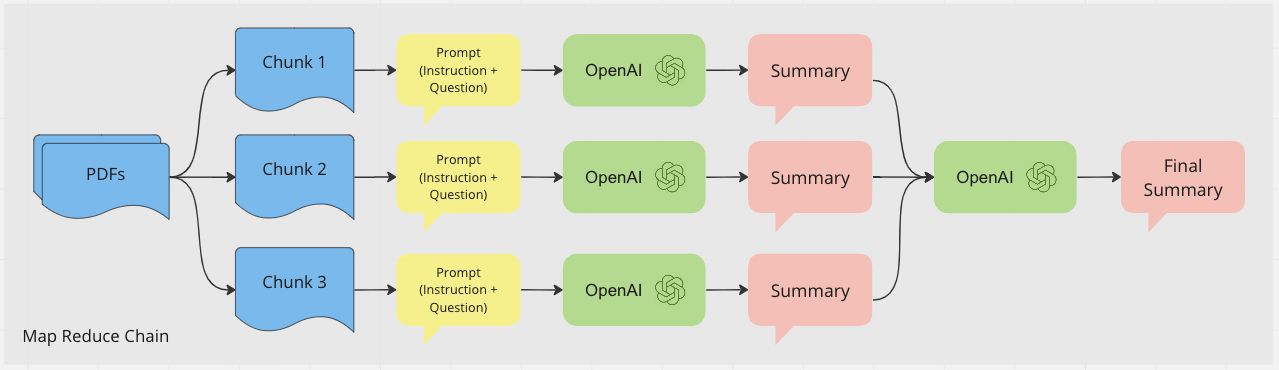 Chunk 1
Prompt
(Instruction +
Question)
OpenAI
Summary
PDFs
Chunk 2
Prompt
(Instruction +
Question)
OpenAI
Summary
OpenAI
Final
Summary
Chunk 3
Prompt
(Instruction +
Question)
OpenAI
Summary
Map Reduce Chain